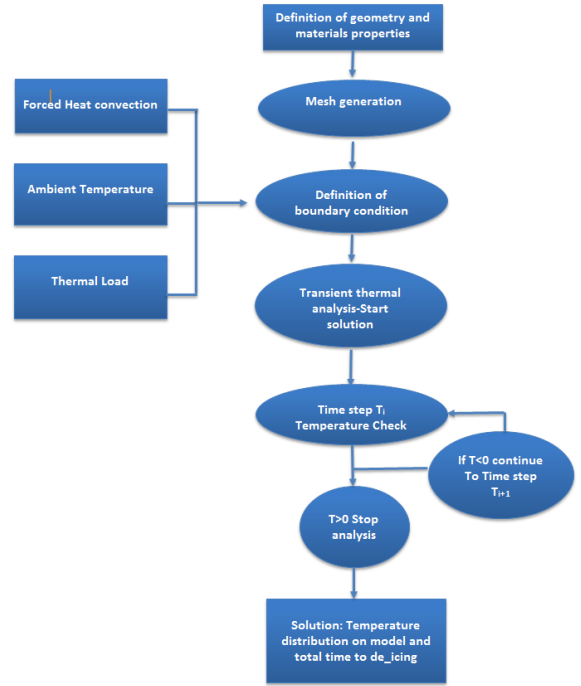 Definition of geometry and
materials properties
Mesh generation
Forced Heat convection
Ambient Temperature
Thermal Load
Definition of
boundary condition
Transient thermal
analysis-Start
solution
Time step Ti
Temperature Check
If T<0 continue
To Time step
Ti+1
T>0 Stop
analysis
Solution: Temperature
distribution on model and
total time to de_icing